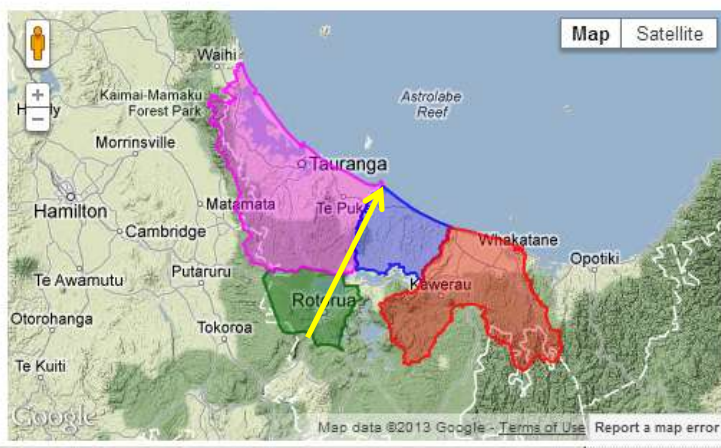 Map Satellite
Waihi
+
−
Kaimai-Mamaku
Forest Park
Astrolabe
Reef
Morrinsville
Tauranga
Matamata
Te Puke
Hamilton
Cambridge
Whakatane
Opotiki
Te Awamutu
Putaruru
Kawerau
Rotorua
Otorohanga
Tokoroa
Te Kuiti
Google
Map data ©2013 Google - Terms of Use Report a map error